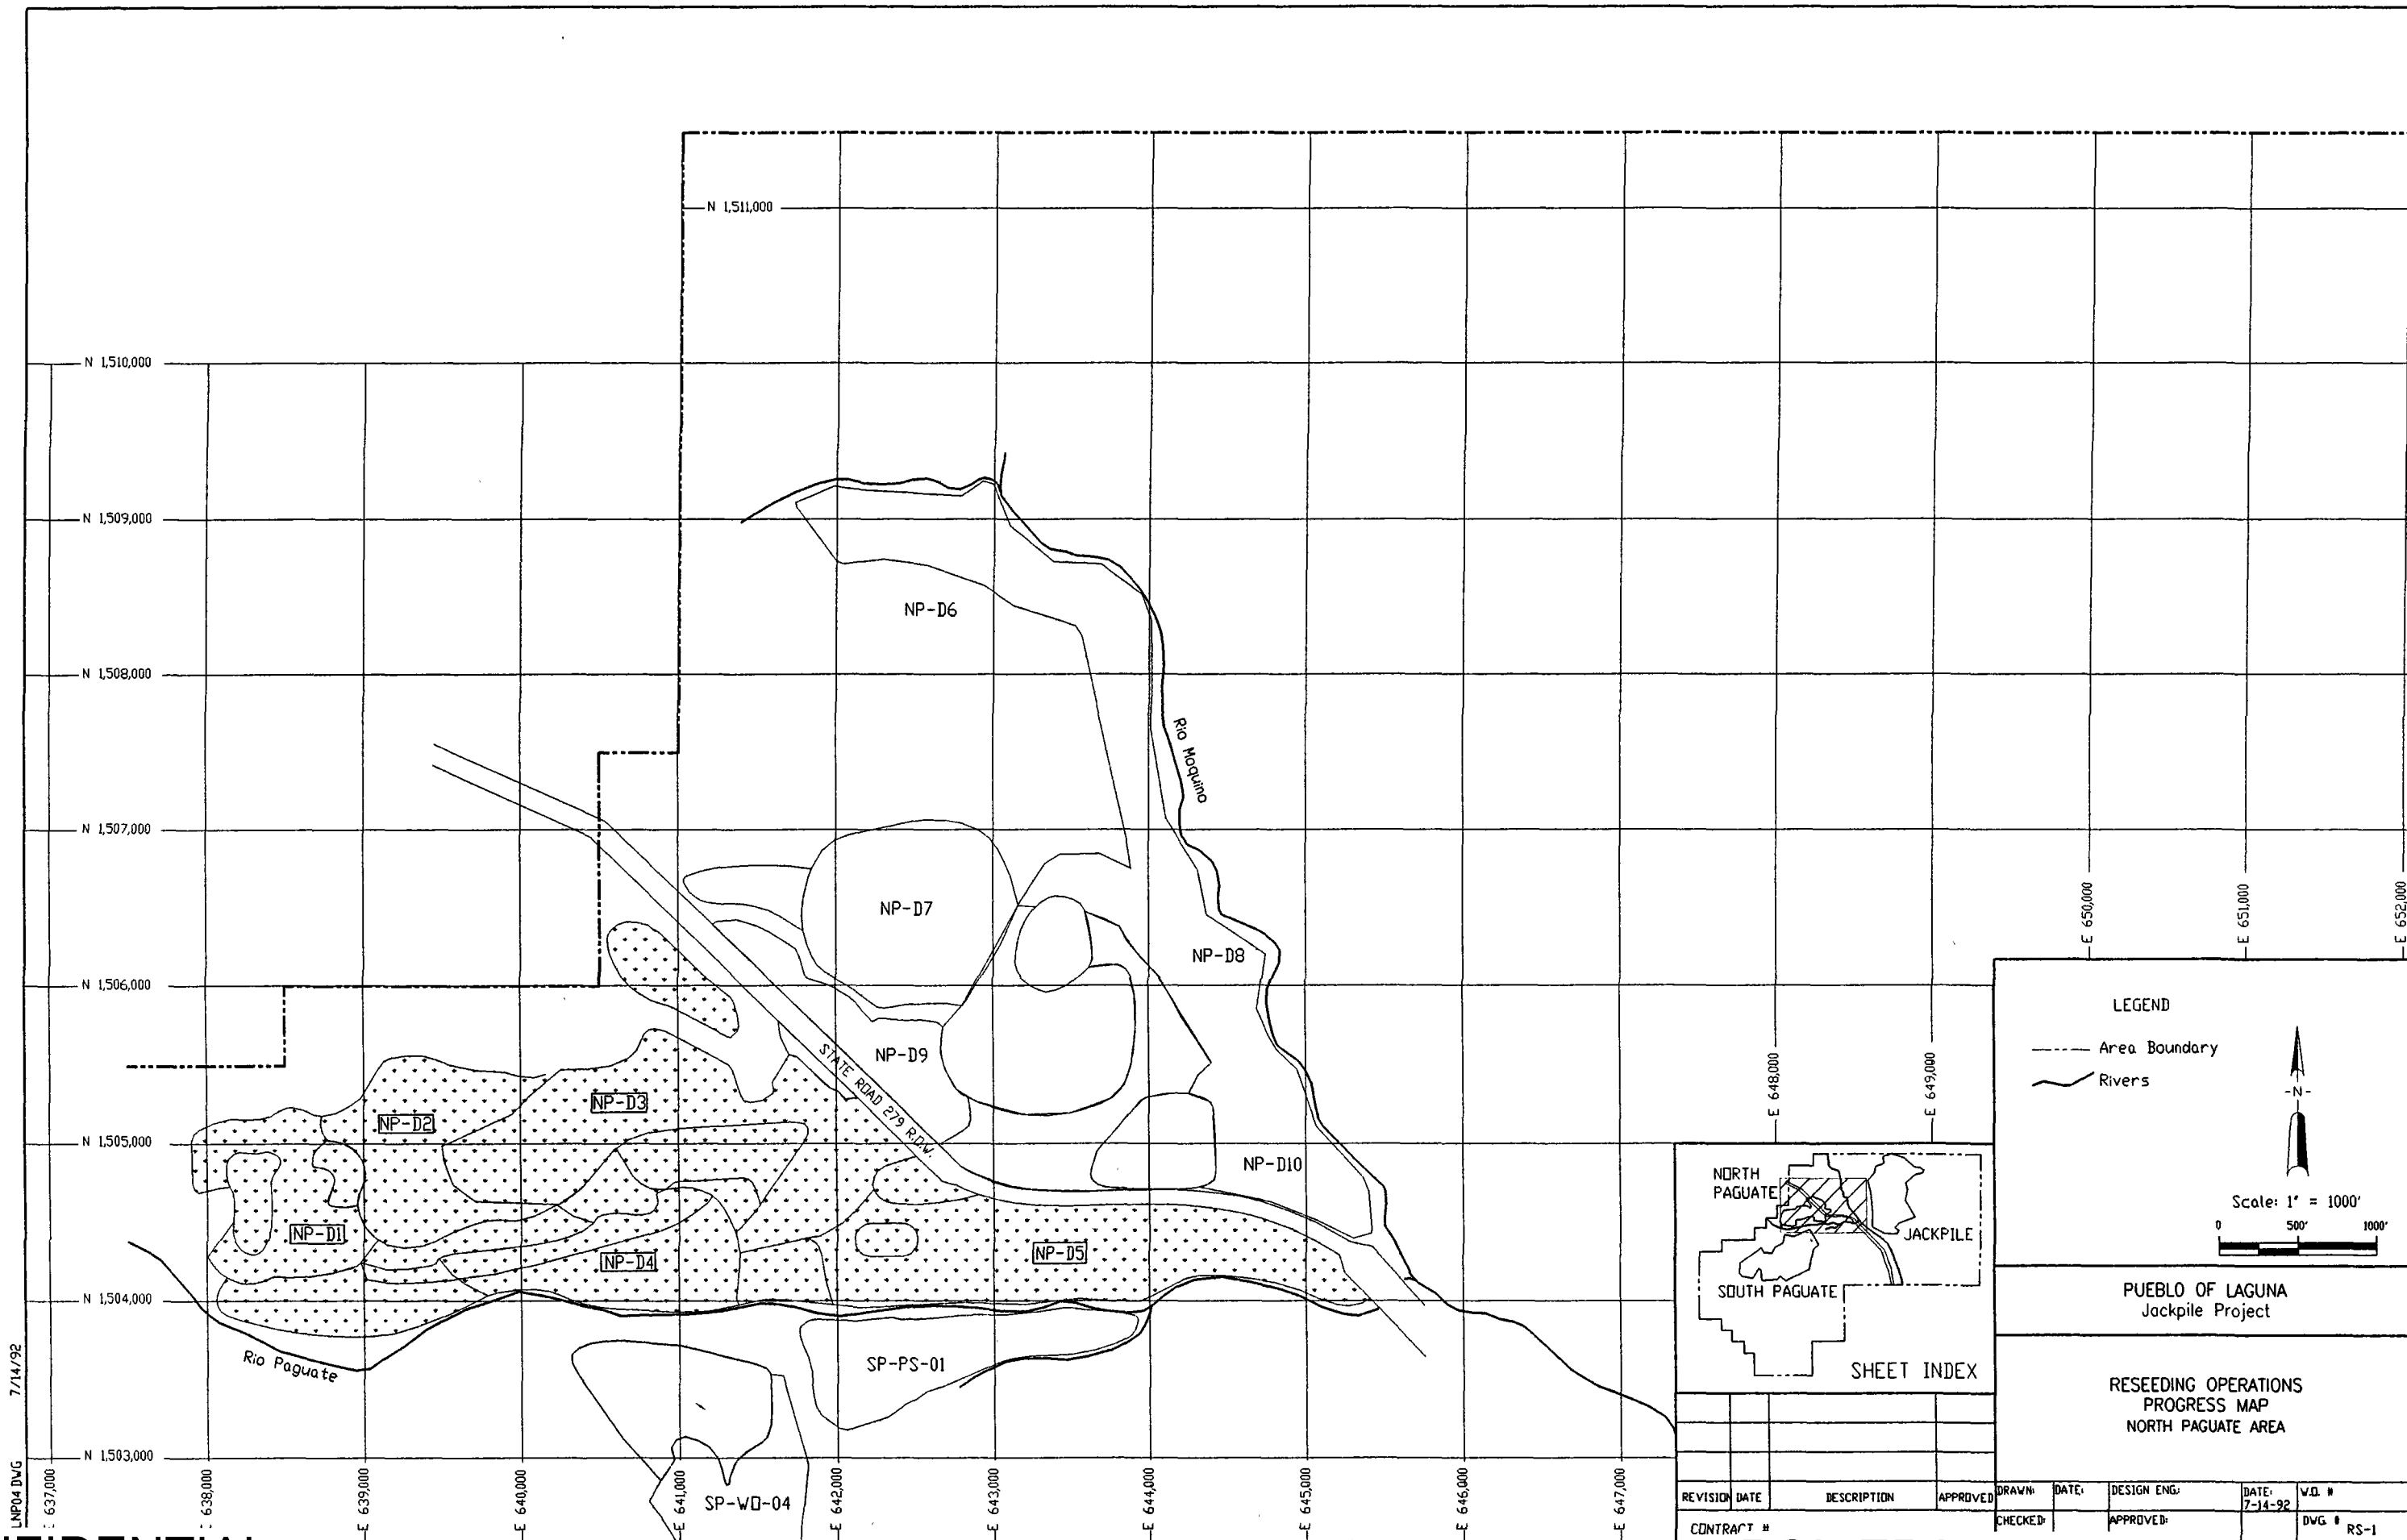 N 1,511,000
N 1,510,000
N 1,509,000
NP-D6
N 1,508,000
Rio Moquino
N 1,507,000
NP-D7
NP-D8
N 1,506,000
NP-D9
STATE ROAD 279 R.O.W.
NP-D3
NP-D2
N 1,505,000
NP-D10
NP-D1
NP-D4
NP-D5
N 1,504,000
Rio Paguate
SP-PS-01
N 1,503,000
SP-WD-04
E 637,000
E 638,000
E 639,000
E 640,000
E 641,000
E 642,000
E 643,000
E 644,000
E 645,000
E 646,000
E 647,000
E 648,000
E 649,000
E 650,000
E 651,000
E 652,000
LNP04 DWG 7/14/92
LEGEND
Area Boundary
Rivers
-N-
Scale: 1" = 1000'
0 500' 1000'
NORTH
PAGUATE
JACKPILE
SOUTH PAGUATE
SHEET INDEX
PUEBLO OF LAGUNA
Jackpile Project
RESEEDING OPERATIONS
PROGRESS MAP
NORTH PAGUATE AREA
REVISION DATE DESCRIPTION APPROVED
CONTRACT #
DRAWN: DATE: DESIGN ENG: DATE: 7-14-92 W.O. #
CHECKED: APPROVED: DWG # RS-1